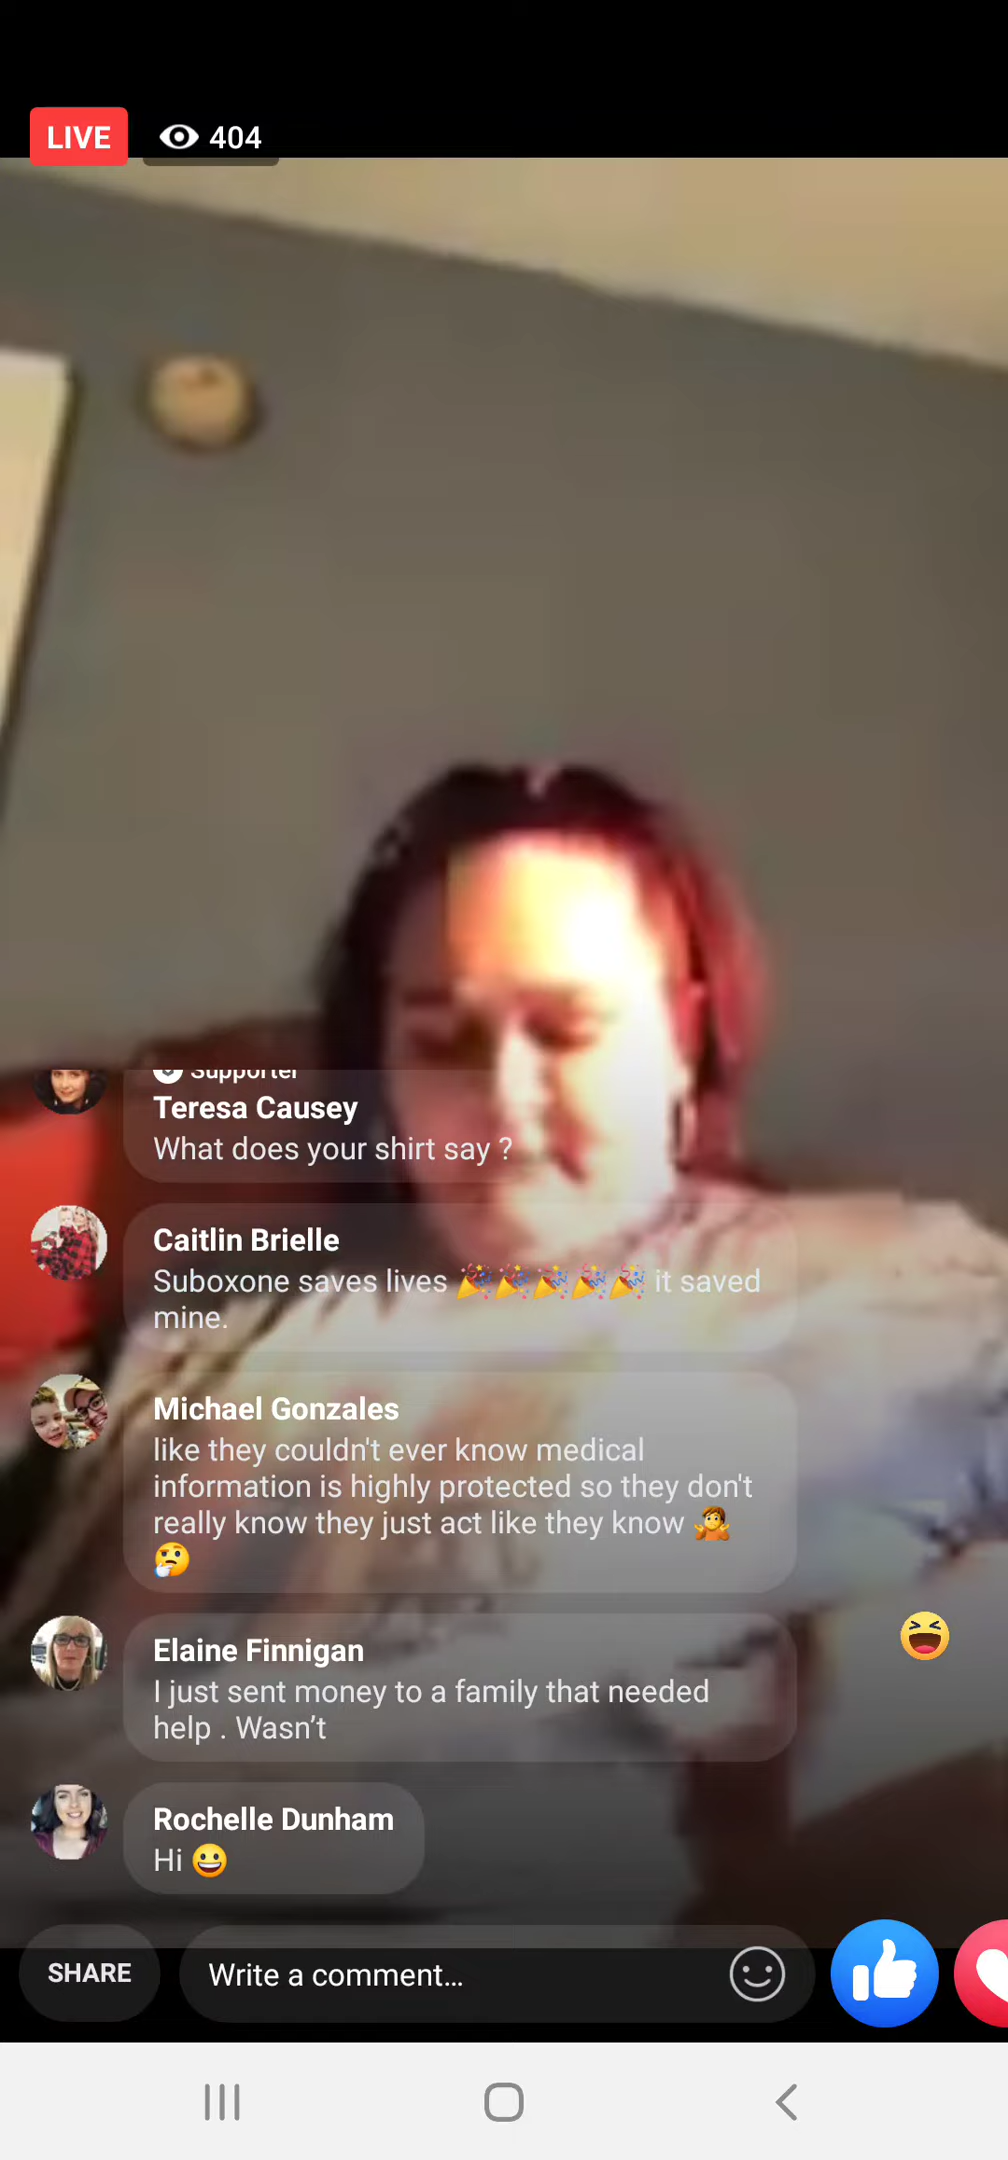 LIVE 404
Supporter
Teresa Causey
What does your shirt say ?
Caitlin Brielle
Suboxone saves lives 🎉🎉🎉🎉🎉 it saved
mine.
Michael Gonzales
like they couldn't ever know medical
information is highly protected so they don't
really know they just act like they know 🤷
🤔
Elaine Finnigan
I just sent money to a family that needed
help . Wasn’t
Rochelle Dunham
Hi 😀
SHARE
Write a comment...